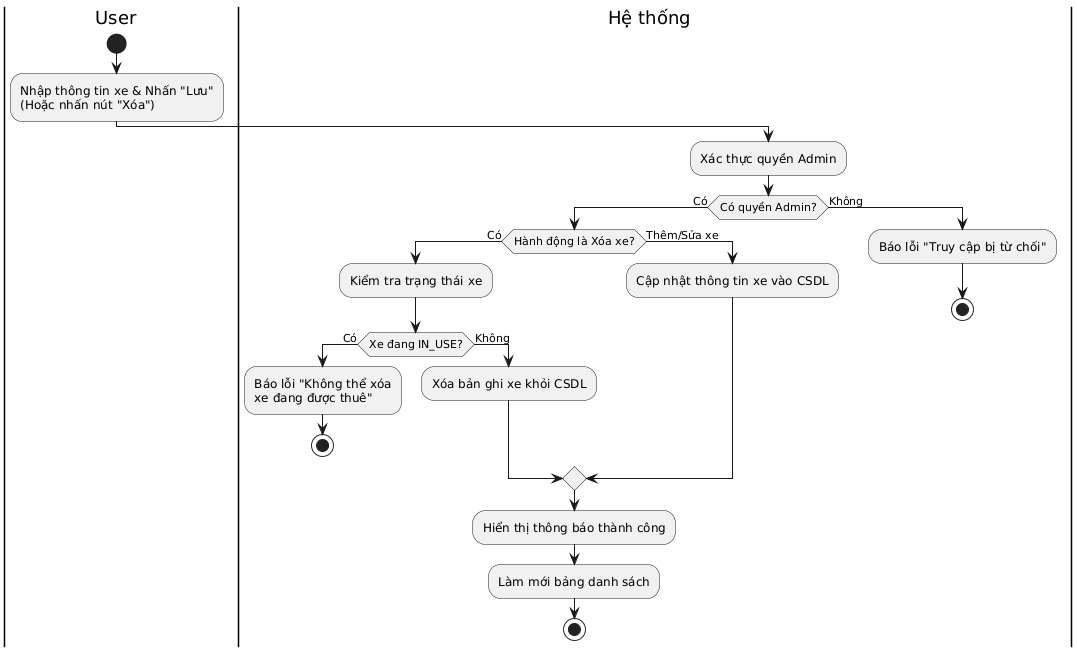 User
Hệ thống
Nhập thông tin xe & Nhấn "Lưu"
(Hoặc nhấn nút "Xóa")
Xác thực quyền Admin
Có
Có quyền Admin?
Không
Có
Hành động là Xóa xe?
Thêm/Sửa xe
Báo lỗi "Truy cập bị từ chối"
Kiểm tra trạng thái xe
Cập nhật thông tin xe vào CSDL
Có
Xe đang IN_USE?
Không
Báo lỗi "Không thể xóa
xe đang được thuê"
Xóa bản ghi xe khỏi CSDL
Hiển thị thông báo thành công
Làm mới bảng danh sách